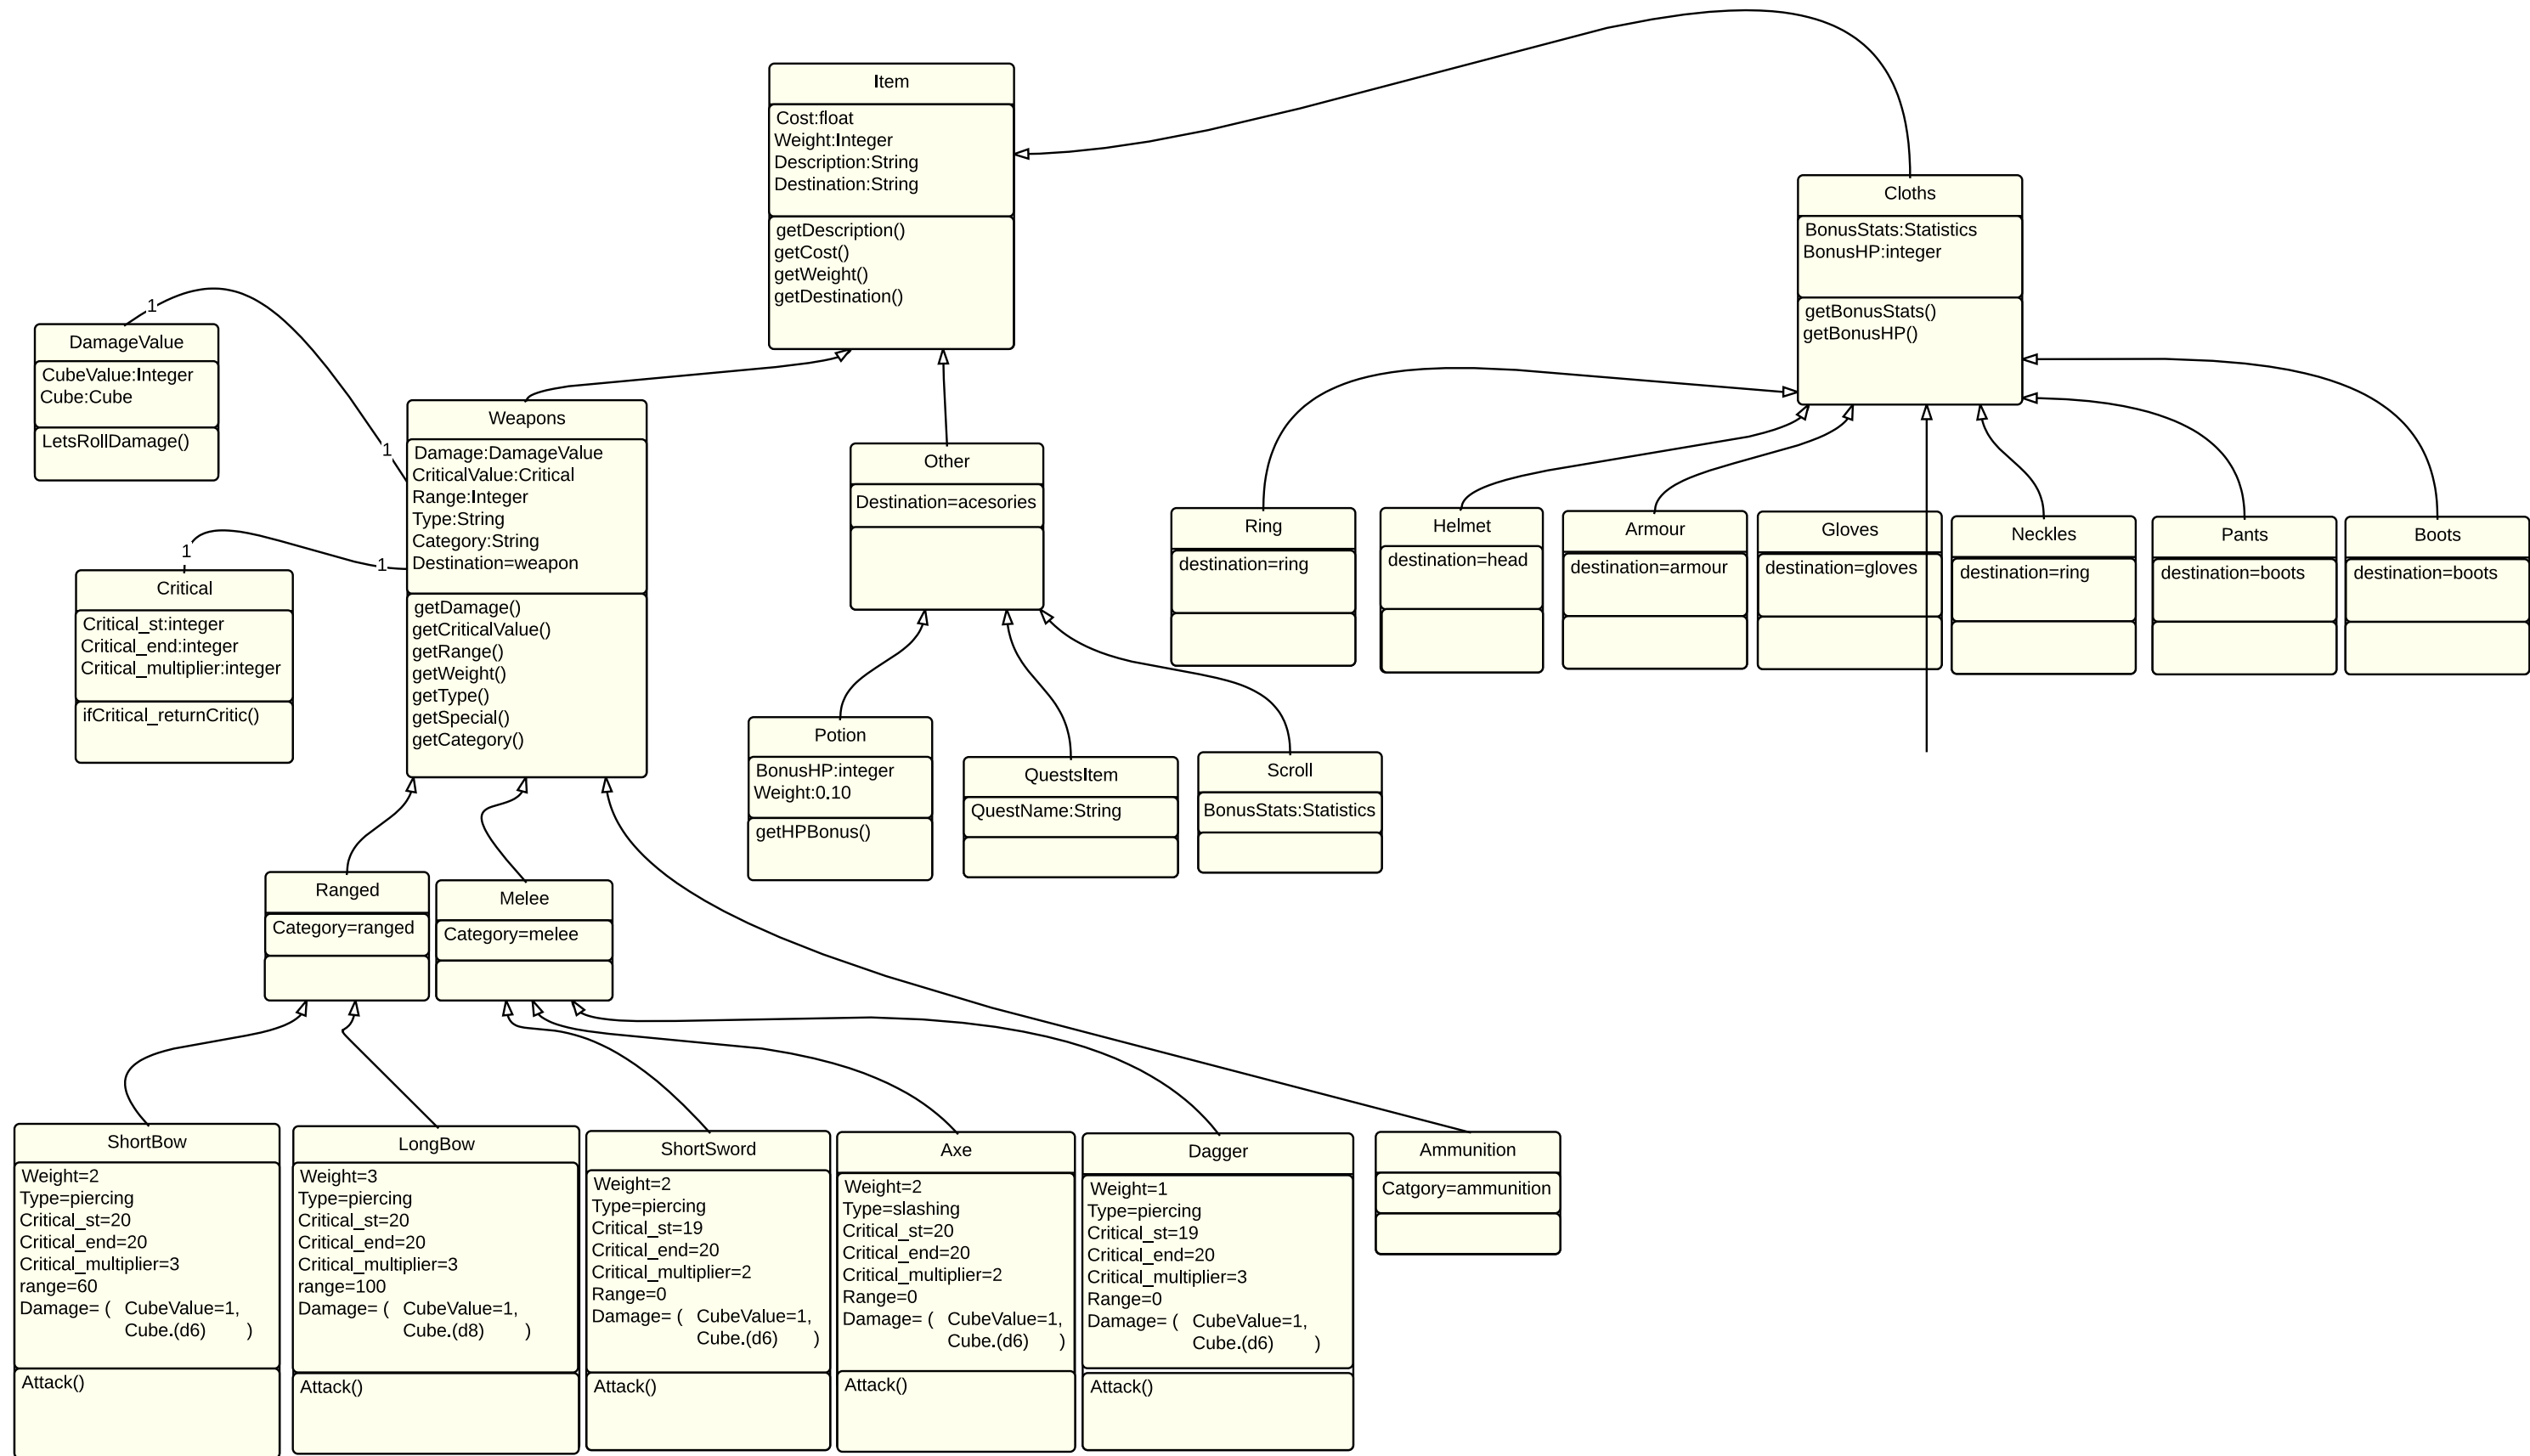 Item
Cost:float
Weight:Integer
Description:String
Destination:String
getDescription()
getCost()
getWeight()
getDestination()
Cloths
BonusStats:Statistics
BonusHP:integer
getBonusStats()
getBonusHP()
1
1
DamageValue
CubeValue:Integer
Cube:Cube
LetsRollDamage()
1
1
Critical
Critical_st:integer
Critical_end:integer
Critical_multiplier:integer
ifCritical_returnCritic()
Weapons
Damage:DamageValue
CriticalValue:Critical
Range:Integer
Type:String
Category:String
Destination=weapon
getDamage()
getCriticalValue()
getRange()
getWeight()
getType()
getSpecial()
getCategory()
Other
Destination=acesories
Ring
destination=ring
Helmet
destination=head
Armour
destination=armour
Gloves
destination=gloves
Neckles
destination=ring
Pants
destination=boots
Boots
destination=boots
Potion
BonusHP:integer
Weight:0.10
getHPBonus()
QuestsItem
QuestName:String
Scroll
BonusStats:Statistics
Ranged
Category=ranged
Melee
Category=melee
ShortBow
Weight=2
Type=piercing
Critical_st=20
Critical_end=20
Critical_multiplier=3
range=60
Damage= ( CubeValue=1,
Cube.(d6) )
Attack()
LongBow
Weight=3
Type=piercing
Critical_st=20
Critical_end=20
Critical_multiplier=3
range=100
Damage= ( CubeValue=1,
Cube.(d8) )
Attack()
ShortSword
Weight=2
Type=piercing
Critical_st=19
Critical_end=20
Critical_multiplier=2
Range=0
Damage= ( CubeValue=1,
Cube.(d6) )
Attack()
Axe
Weight=2
Type=slashing
Critical_st=20
Critical_end=20
Critical_multiplier=2
Range=0
Damage= ( CubeValue=1,
Cube.(d6) )
Attack()
Dagger
Weight=1
Type=piercing
Critical_st=19
Critical_end=20
Critical_multiplier=3
Range=0
Damage= ( CubeValue=1,
Cube.(d6) )
Attack()
Ammunition
Catgory=ammunition